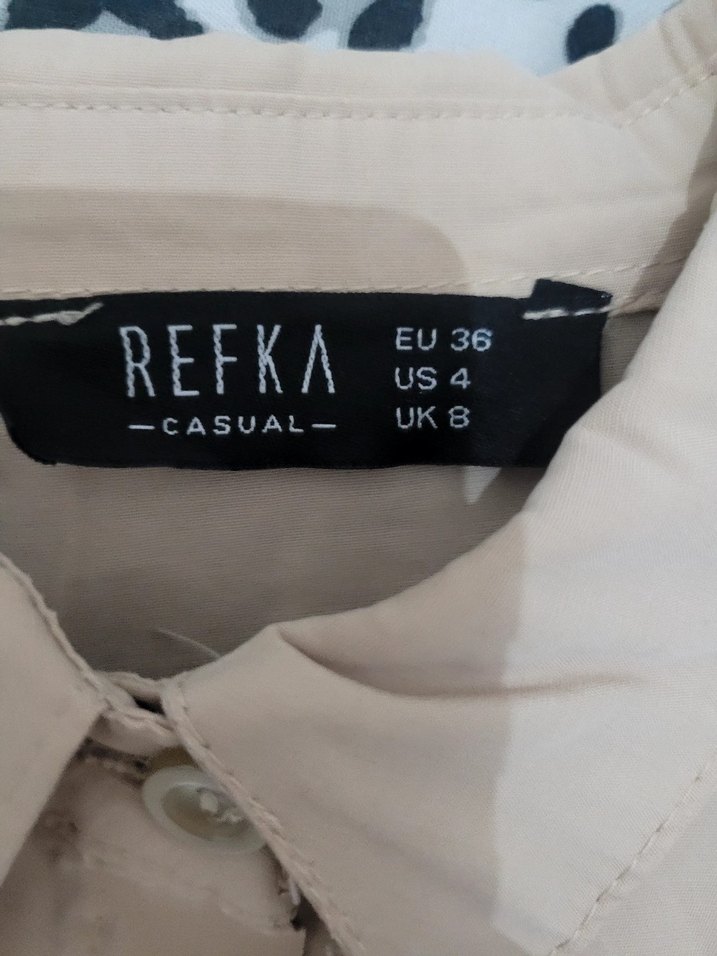 REFKA
—CASUAL—
EU 36
US 4
UK 8